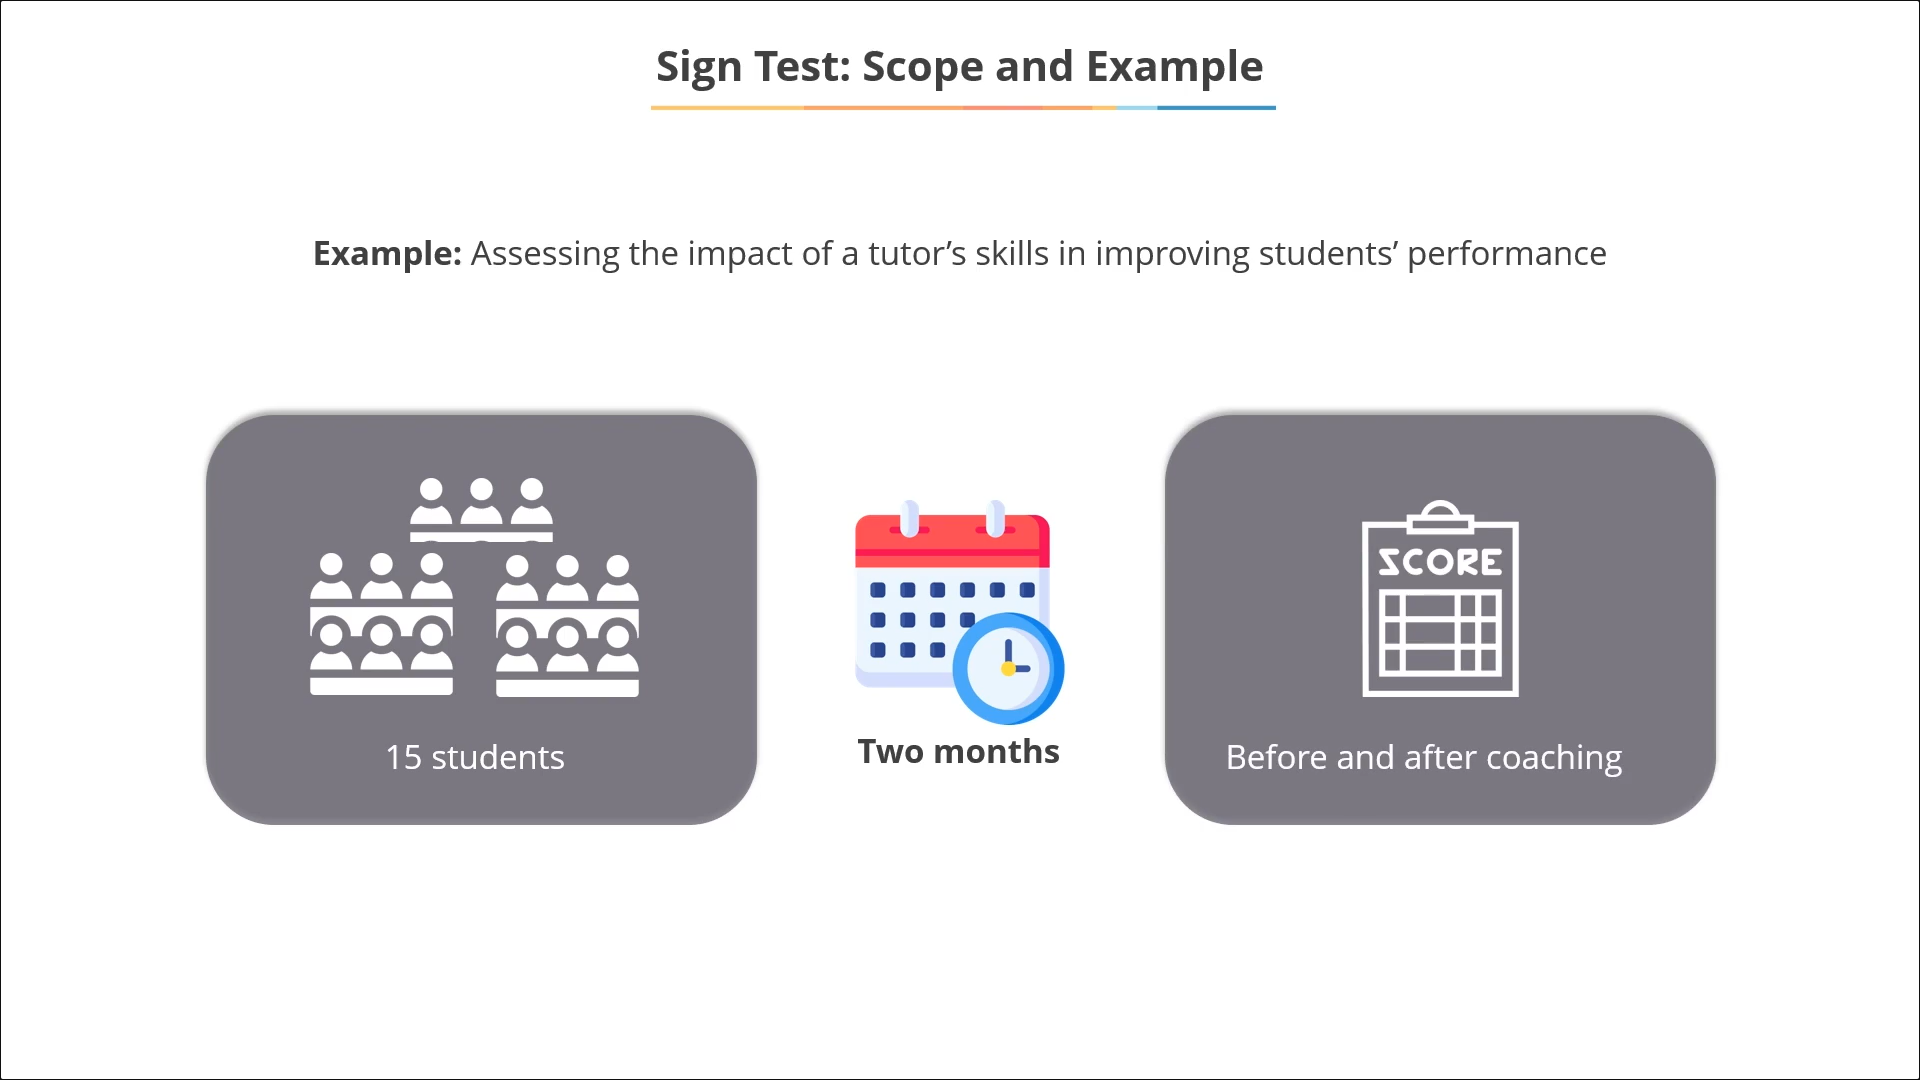 Sign Test: Scope and Example
Example: Assessing the impact of a tutor’s skills in improving students’ performance
SCORE
15 students
Two months
Before and after coaching